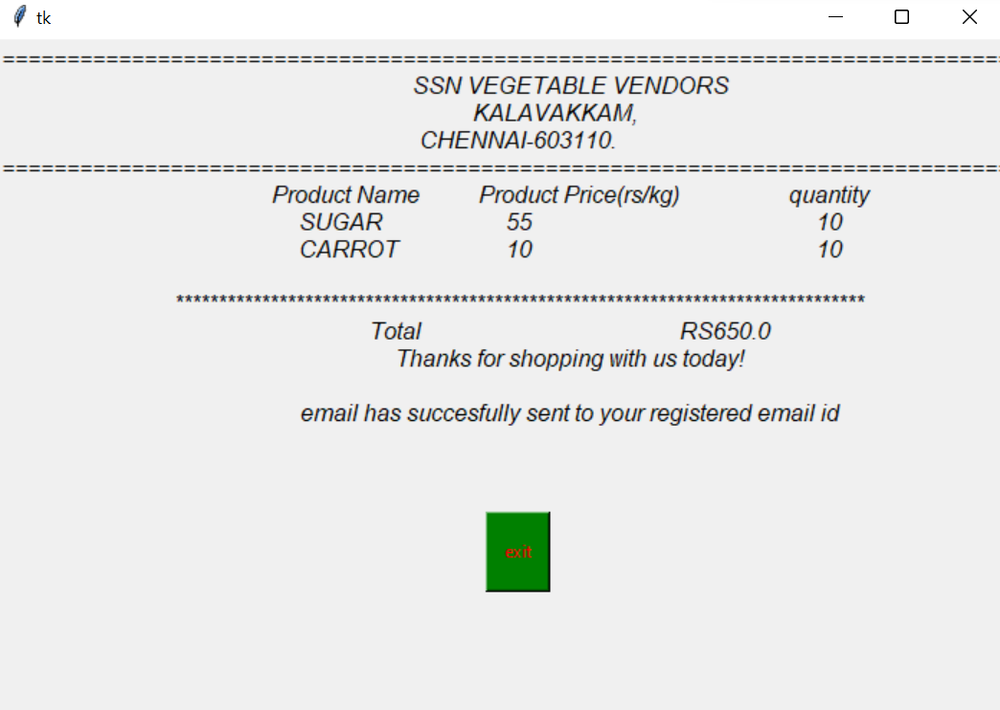 tk
================================================================================
SSN VEGETABLE VENDORS
KALAVAKKAM,
CHENNAI-603110.
================================================================================
Product Name Product Price(rs/kg) quantity
SUGAR 55 10
CARROT 10 10
********************************************************************************
Total RS650.0
Thanks for shopping with us today!
email has succesfully sent to your registered email id
exit